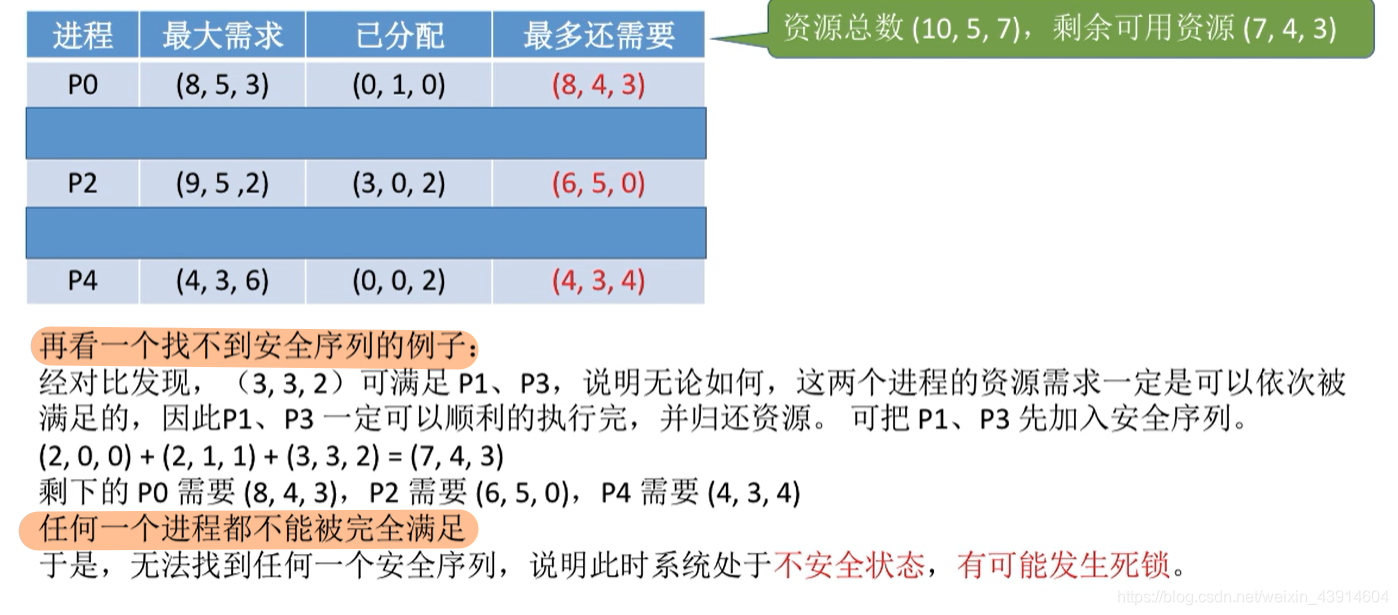 进程 最大需求 已分配 最多还需要
资源总数 (10, 5, 7)，剩余可用资源 (7, 4, 3)
P0 (8, 5, 3) (0, 1, 0) (8, 4, 3)
P2 (9, 5 ,2) (3, 0, 2) (6, 5, 0)
P4 (4, 3, 6) (0, 0, 2) (4, 3, 4)
再看一个找不到安全序列的例子：
经对比发现，（3, 3, 2）可满足 P1、P3，说明无论如何，这两个进程的资源需求一定是可以依次被
满足的，因此P1、P3 一定可以顺利的执行完，并归还资源。 可把 P1、P3 先加入安全序列。
(2, 0, 0) + (2, 1, 1) + (3, 3, 2) = (7, 4, 3)
剩下的 P0 需要 (8, 4, 3)，P2 需要 (6, 5, 0)，P4 需要 (4, 3, 4)
任何一个进程都不能被完全满足
于是，无法找到任何一个安全序列，说明此时系统处于不安全状态，有可能发生死锁。
https://blog.csdn.net/weixin_43914604